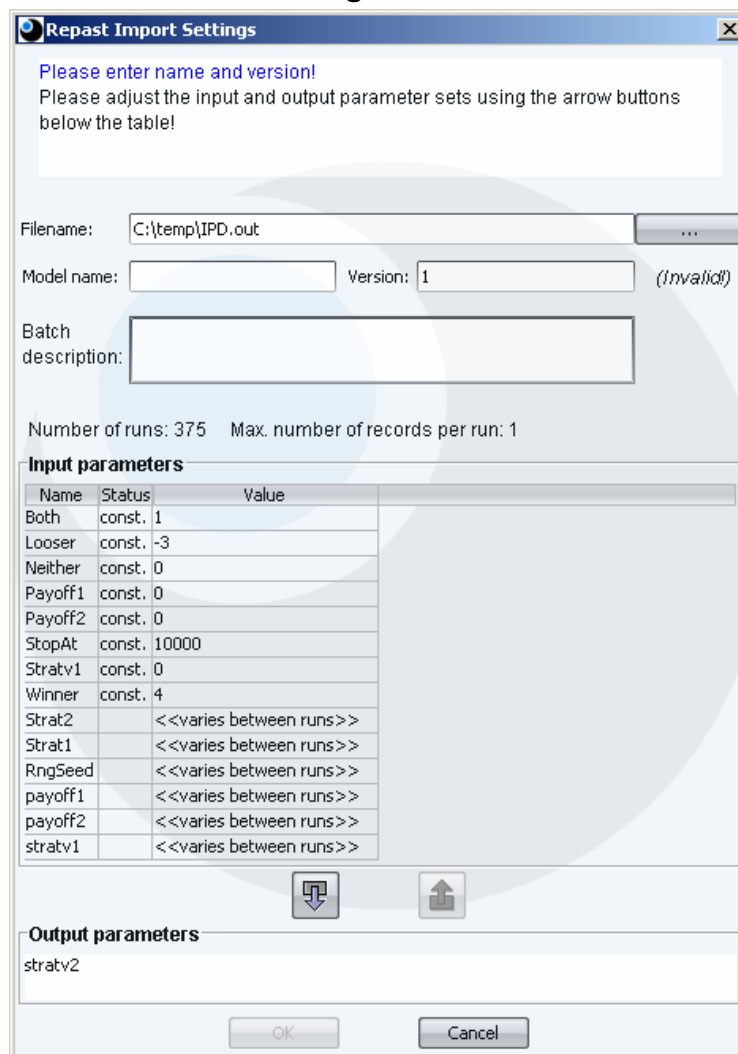 Repast Import Settings
Please enter name and version!
Please adjust the input and output parameter sets using the arrow buttons
below the table!
Filename: C:\temp\IPD.out ...
Model name: Version: 1 (Invalid!)
Batch
description:
Number of runs: 375 Max. number of records per run: 1
Input parameters
Name Status Value
Both const. 1
Looser const. -3
Neither const. 0
Payoff1 const. 0
Payoff2 const. 0
StopAt const. 10000
Stratv1 const. 0
Winner const. 4
Strat2 <<varies between runs>>
Strat1 <<varies between runs>>
RngSeed <<varies between runs>>
payoff1 <<varies between runs>>
payoff2 <<varies between runs>>
stratv1 <<varies between runs>>
Output parameters
stratv2
OK Cancel